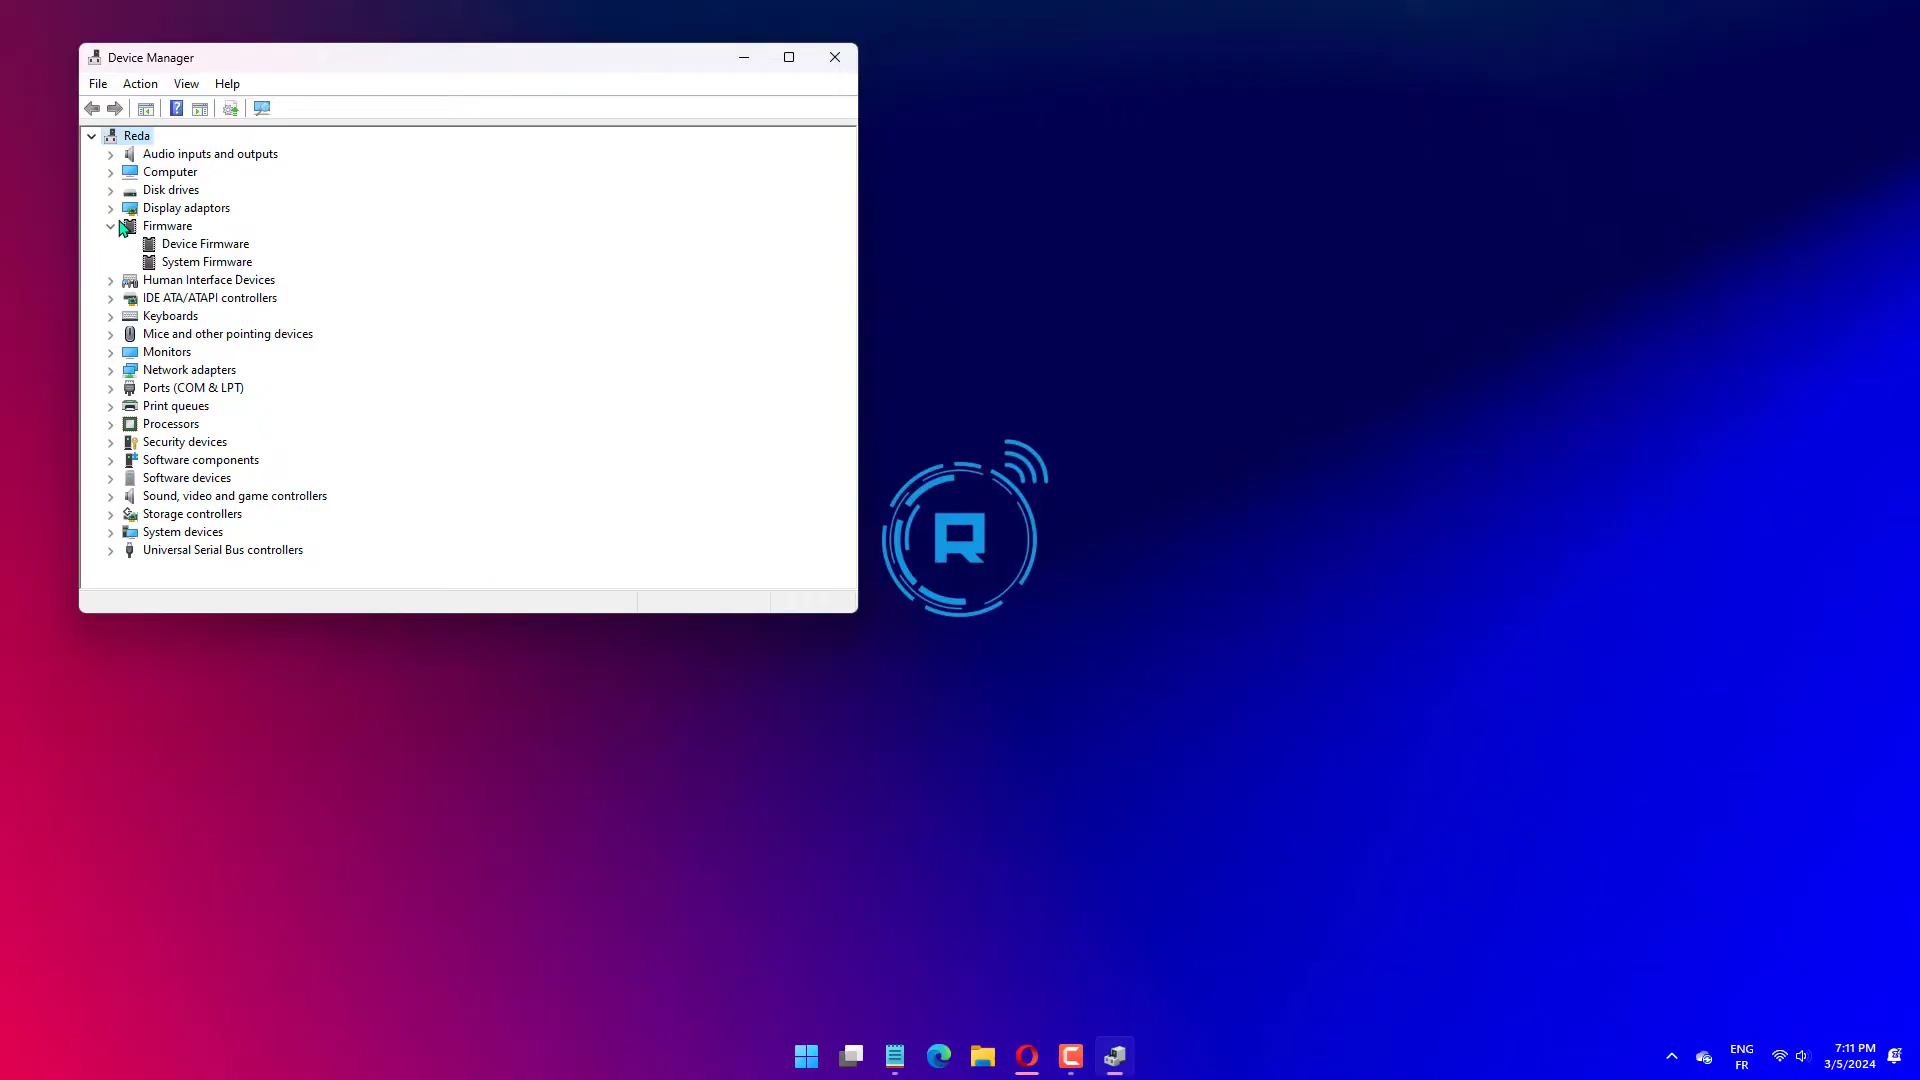 Device Manager
File Action View Help
Reda
Audio inputs and outputs
Computer
Disk drives
Display adaptors
Firmware
Device Firmware
System Firmware
Human Interface Devices
IDE ATA/ATAPI controllers
Keyboards
Mice and other pointing devices
Monitors
Network adapters
Ports (COM & LPT)
Print queues
Processors
Security devices
Software components
Software devices
Sound, video and game controllers
Storage controllers
System devices
Universal Serial Bus controllers
R
ENG
FR
7:11 PM
3/5/2024